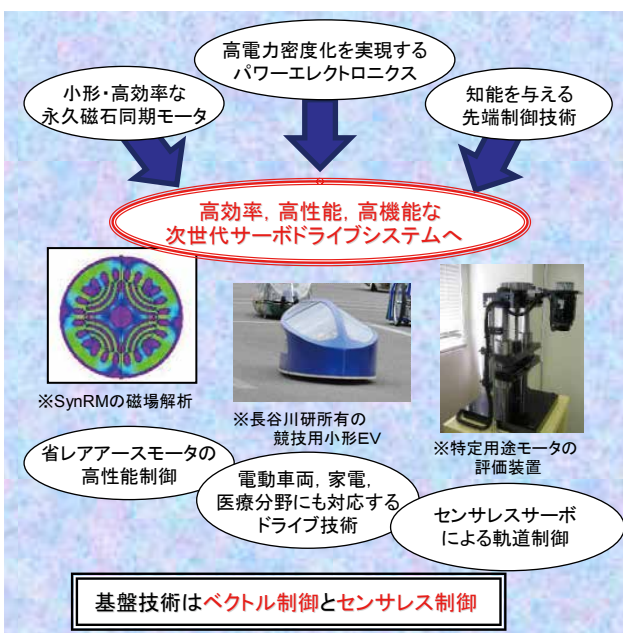 高電力密度化を実現する
パワーエレクトロニクス
小形・高効率な
永久磁石同期モータ
知能を与える
先端制御技術
高効率，高性能，高機能な
次世代サーボドライブシステムへ
※SynRMの磁場解析
※長谷川研所有の
競技用小形EV
※特定用途モータの
評価装置
省レアアースモータの
高性能制御
電動車両，家電，
医療分野にも対応する
ドライブ技術
センサレスサーボ
による軌道制御
基盤技術はベクトル制御とセンサレス制御